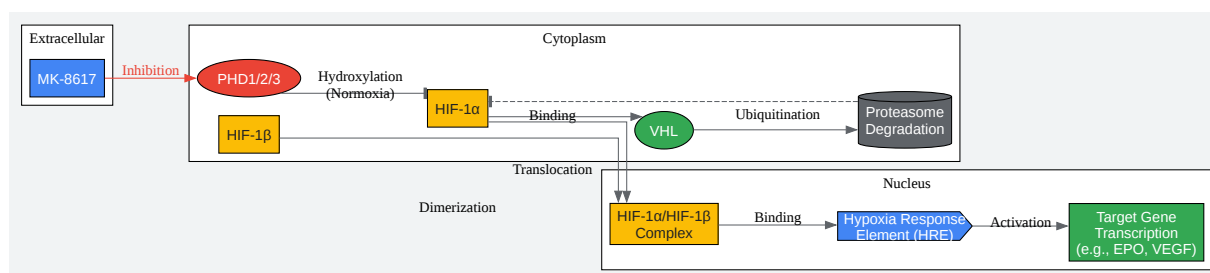 Extracellular
MK-8617
Inhibition
Cytoplasm
PHD1/2/3
Hydroxylation
(Normoxia)
HIF-1α
HIF-1β
Binding
VHL
Ubiquitination
Proteasome
Degradation
Translocation
Dimerization
Nucleus
HIF-1α/HIF-1β
Complex
Binding
Hypoxia Response
Element (HRE)
Activation
Target Gene
Transcription
(e.g., EPO, VEGF)